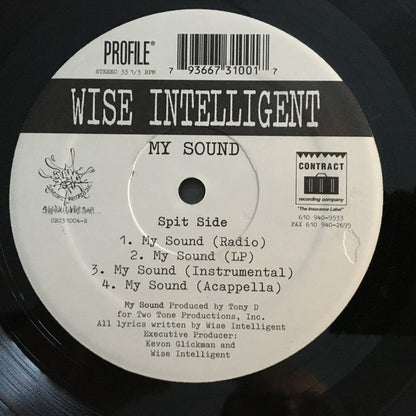 PROFILE®
STEREO 33 1/3 RPM
7 93667 31001 7
WISE INTELLIGENT
MY SOUND
CONTRACT
recording company
"The Insurance Label"
610 940-9533
FAX 610 940-2695
Spit Side
1. My Sound (Radio)
2. My Sound (LP)
3. My Sound (Instrumental)
4. My Sound (Acappella)
My Sound Produced by Tony D
for Two Tone Productions, Inc.
All lyrics written by Wise Intelligent
Executive Producer:
Kevon Glickman and
Wise Intelligent